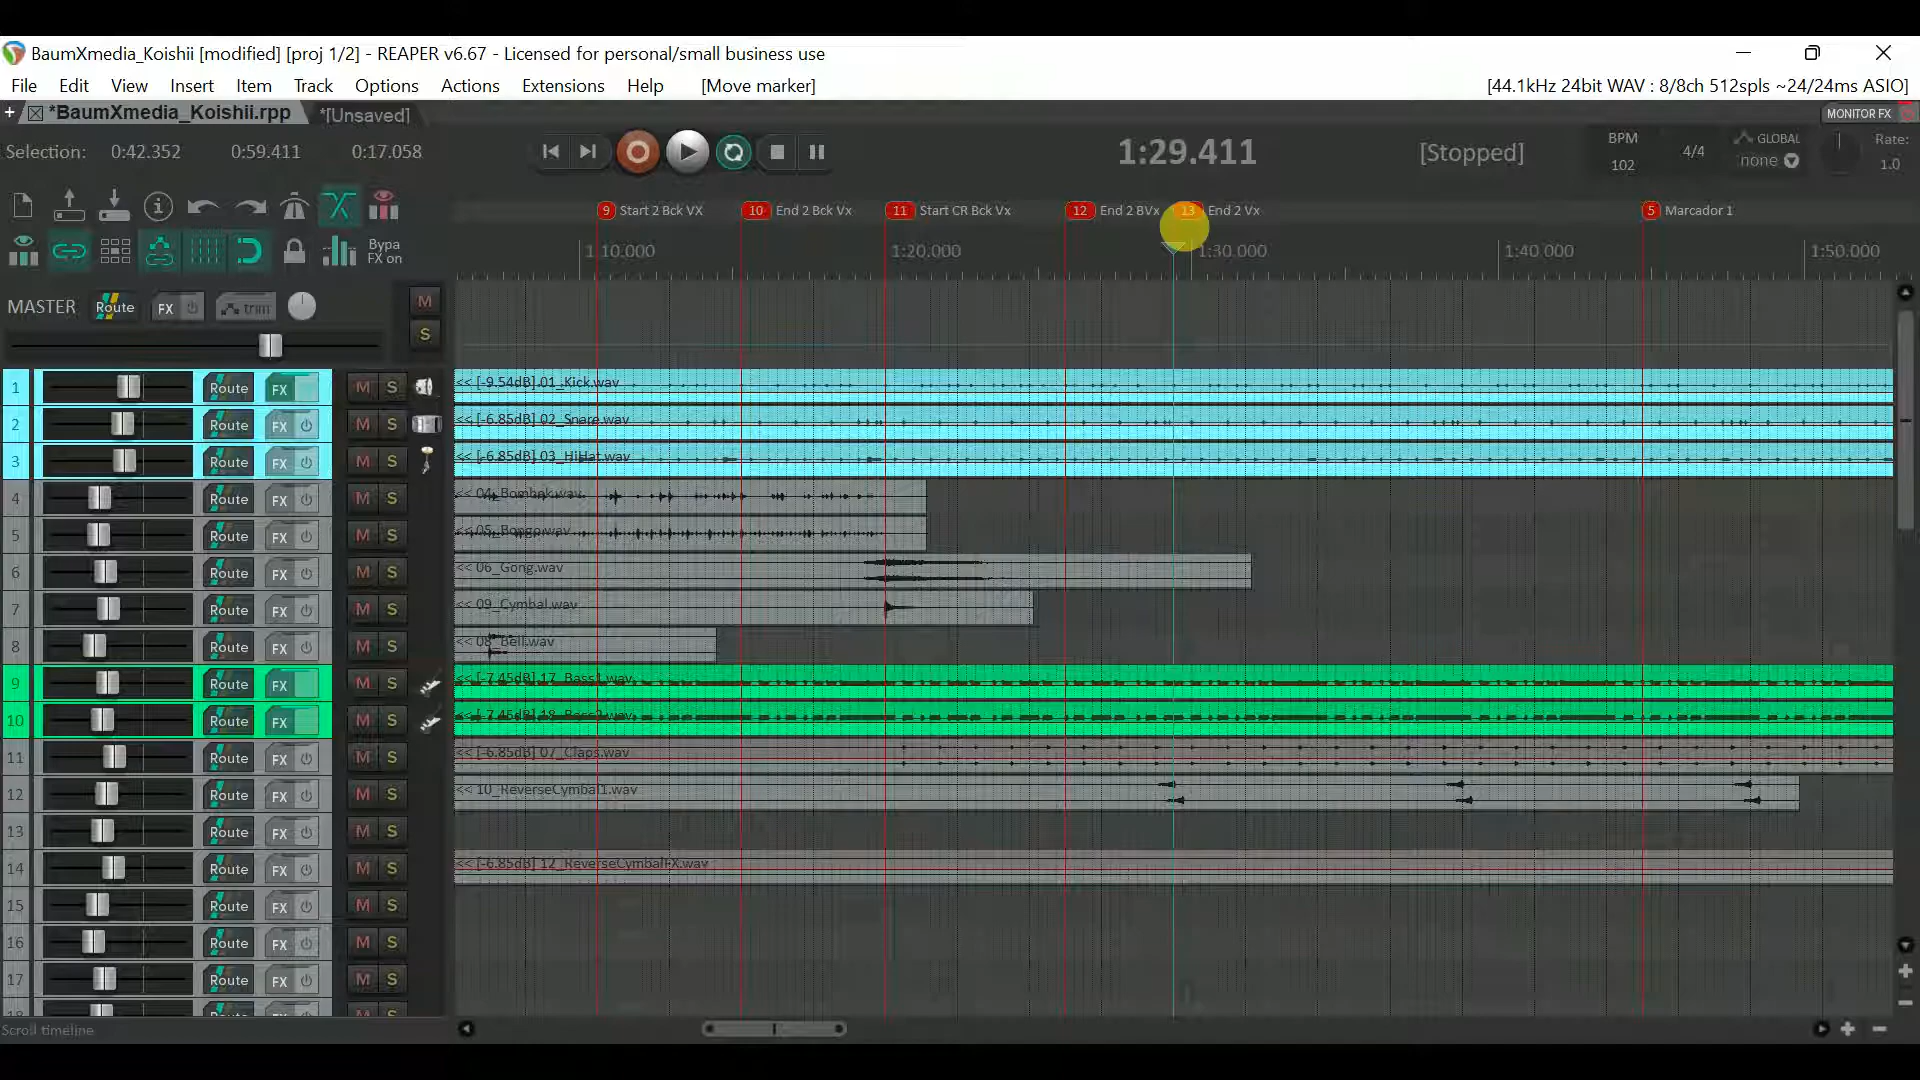 BaumXmedia_Koishii [modified] [proj 1/2] - REAPER v6.67 - Licensed for personal/small business use
File Edit View Insert Item Track Options Actions Extensions Help [Move marker] [44.1kHz 24bit WAV : 8/8ch 512spls ~24/24ms ASIO]
+ *BaumXmedia_Koishii.rpp *[Unsaved] MONITOR FX
Selection: 0:42.352 0:59.411 0:17.058 1:29.411 [Stopped] BPM 102 4/4 GLOBAL none Rate: 1.0
9 Start 2 Bck VX 10 End 2 Bck Vx 11 Start CR Bck Vx 12 End 2 BVx 13 End 2 Vx 5 Marcador 1
Bypa
FX on
1:10.000 1:20.000 1:30.000 1:40.000 1:50.000
MASTER Route FX trim M
S
1 Route FX M S << [-9.54dB] 01_Kick.wav
2 Route FX M S << [-6.85dB] 02_Snare.wav
3 Route FX M S << [-6.85dB] 03_HiHat.wav
4 Route FX M S << 04_Bombek.wav
5 Route FX M S << 05_Bongo.wav
6 Route FX M S << 06_Gong.wav
7 Route FX M S << 09_Cymbal.wav
8 Route FX M S << 08_Bell.wav
9 Route FX M S << [-7.45dB] 17_Bass1.wav
10 Route FX M S << [-7.45dB] 18_Bass2.wav
11 Route FX M S << [-6.85dB] 07_Claps.wav
12 Route FX M S << 10_ReverseCymbal1.wav
13 Route FX M S
14 Route FX M S << [-6.85dB] 12_ReverseCymbalFX.wav
15 Route FX M S
16 Route FX M S
17 Route FX M S
Scroll timeline